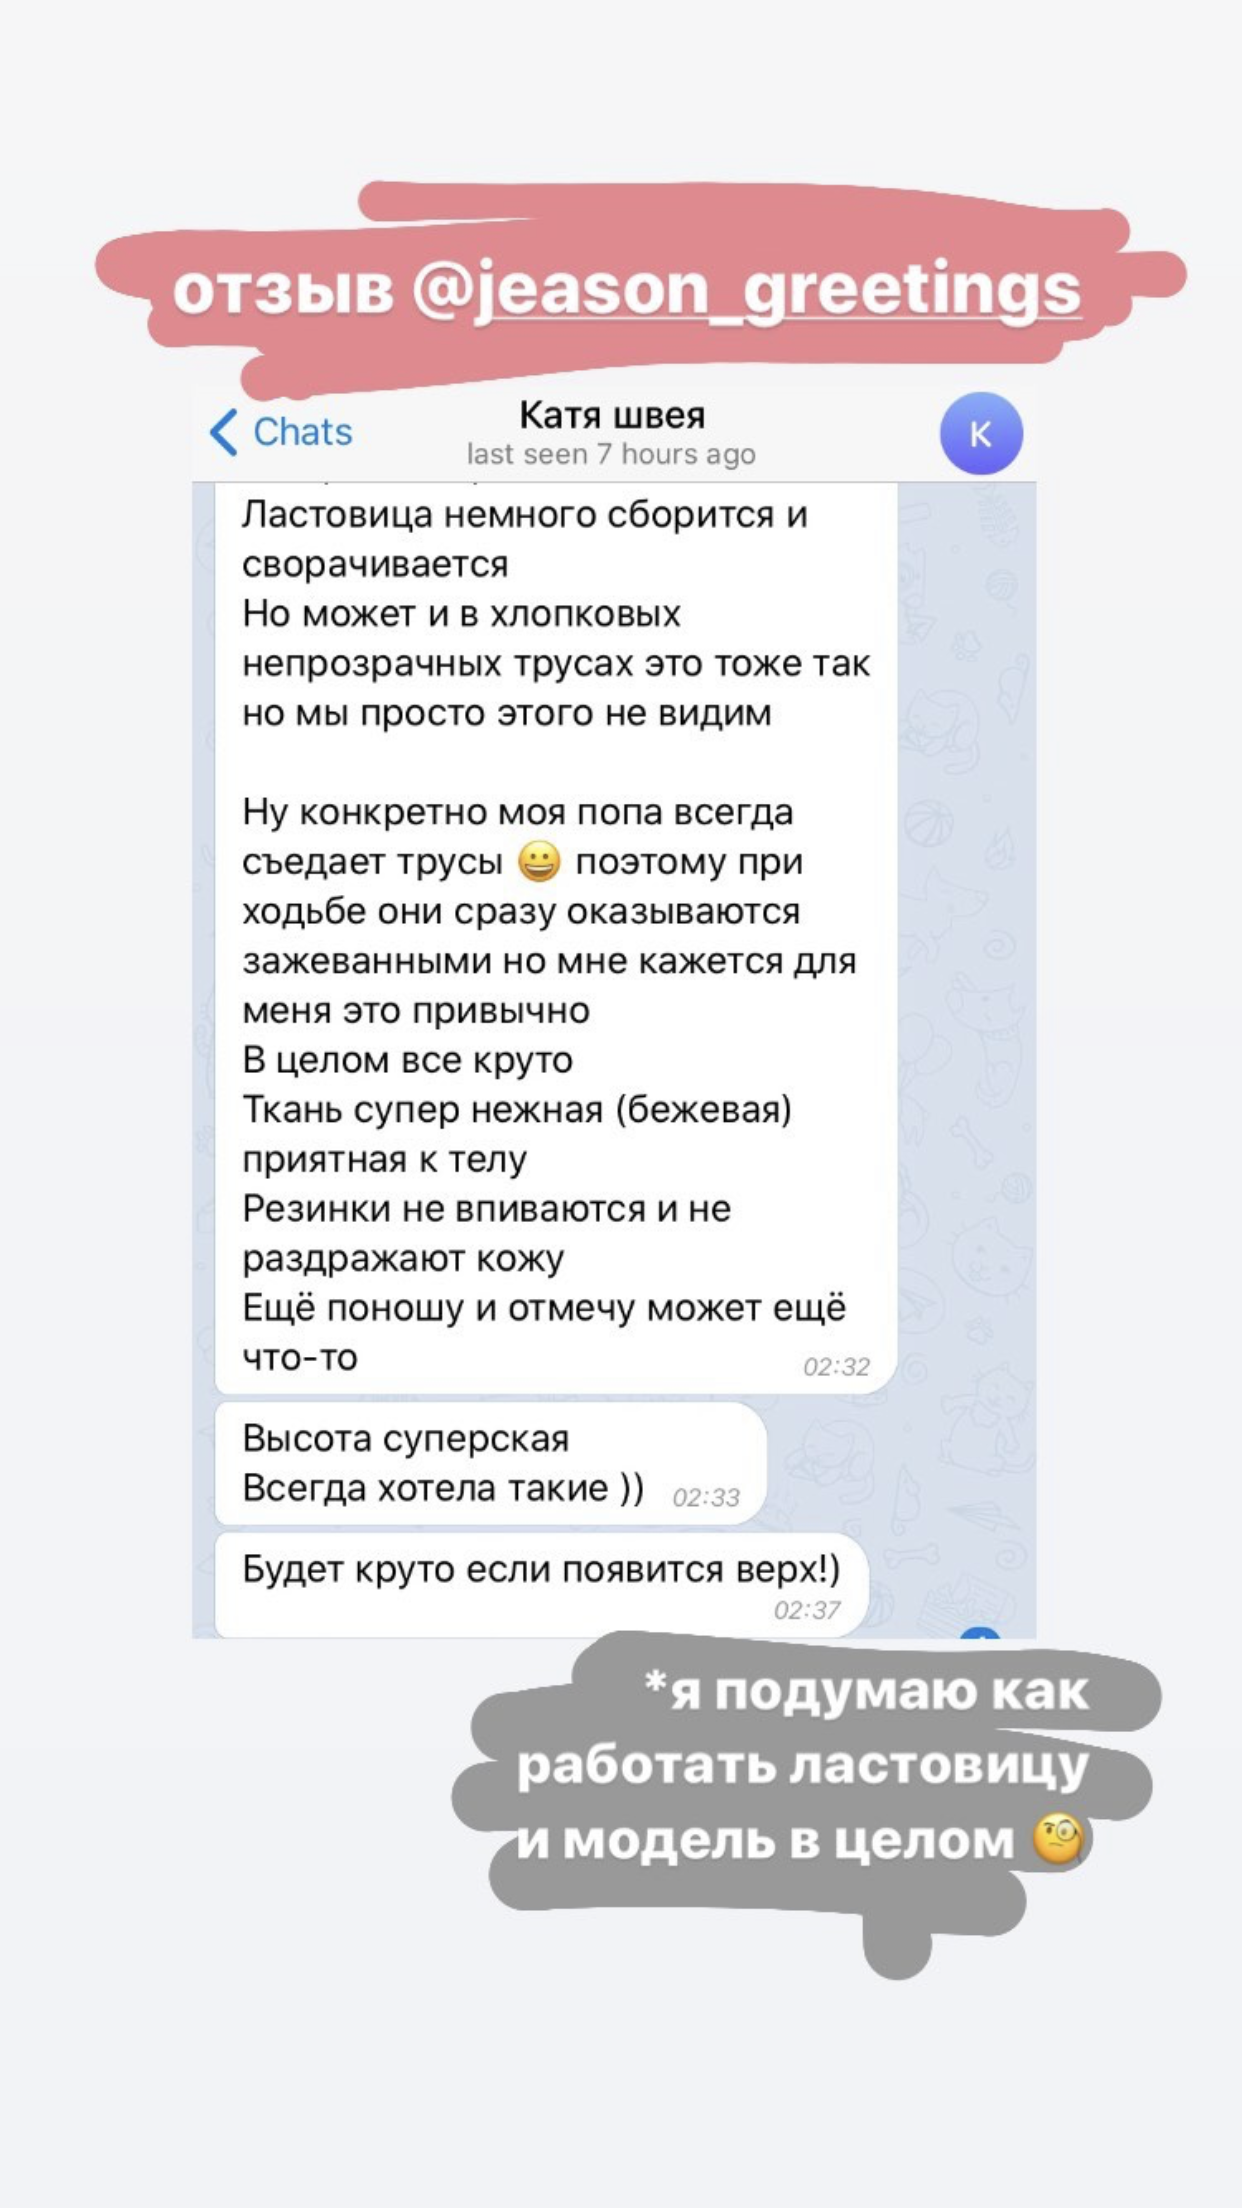 отзыв @jeason_greetings
Chats
Катя швея
last seen 7 hours ago
K
Ластовица немного сборится и
сворачивается
Но может и в хлопковых
непрозрачных трусах это тоже так
но мы просто этого не видим
Ну конкретно моя попа всегда
съедает трусы 😀 поэтому при
ходьбе они сразу оказываются
зажеванными но мне кажется для
меня это привычно
В целом все круто
Ткань супер нежная (бежевая)
приятная к телу
Резинки не впиваются и не
раздражают кожу
Ещё поношу и отмечу может ещё
что-то
02:32
Высота суперская
Всегда хотела такие )) 02:33
Будет круто если появится верх!)
02:37
*я подумаю как
работать ластовицу
и модель в целом 🧐